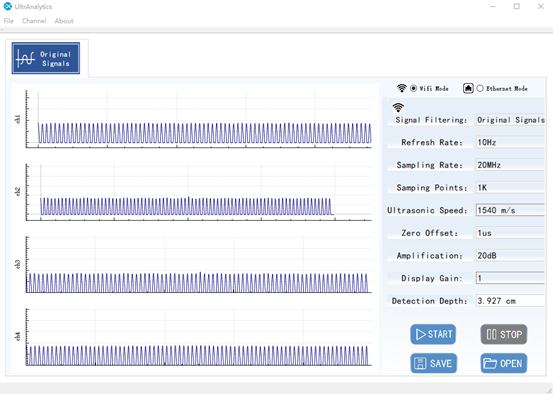 UltrAnalytics
File Channel About
Original
Signals
Wifi Mode Ethernet Mode
ch1
ch2
ch3
ch4
Signal Filtering: Original Signals
Refresh Rate: 10Hz
Sampling Rate: 20MHz
Samping Points: 1K
Ultrasonic Speed: 1540 m/s
Zero Offset: 1us
Amplification: 20dB
Display Gain: 1
Detection Depth: 3.927 cm
START STOP
SAVE OPEN